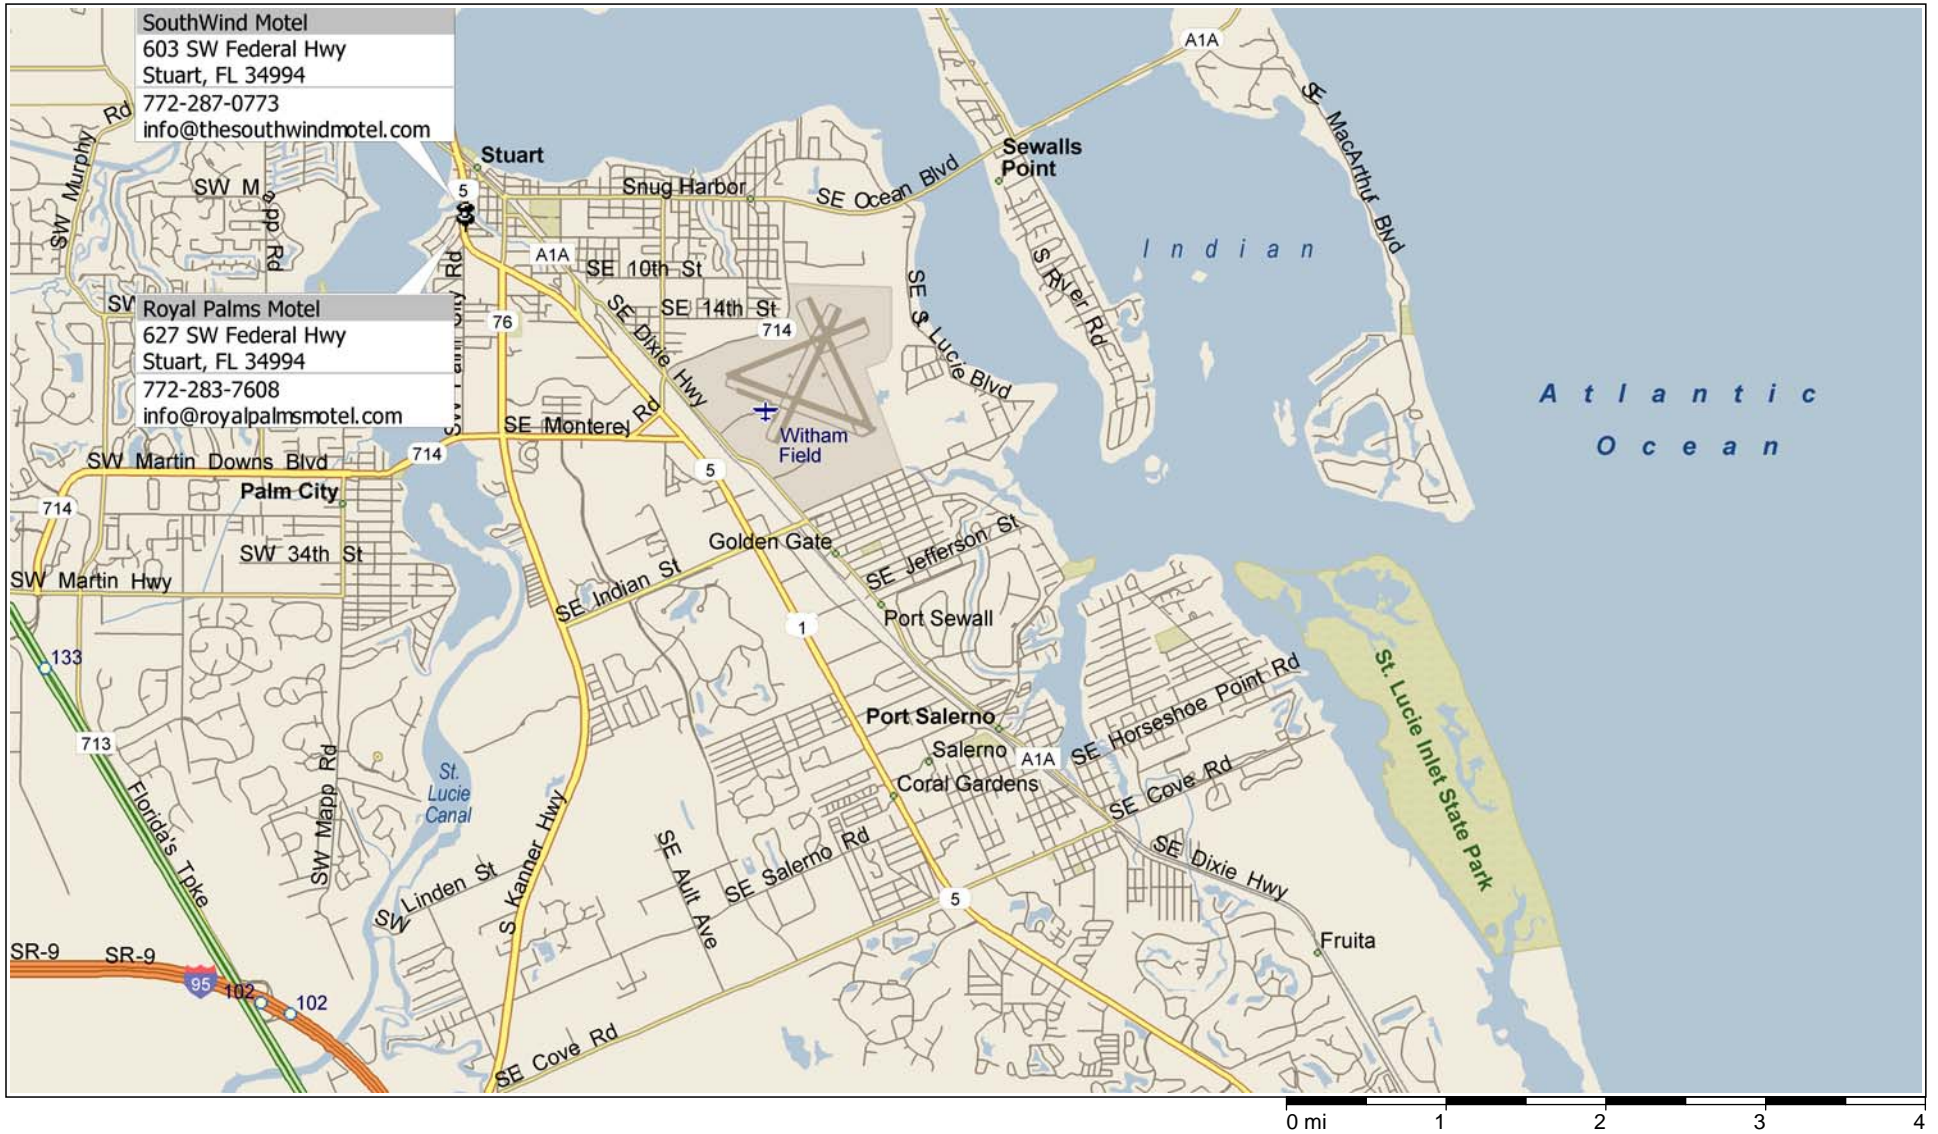 SouthWind Motel
603 SW Federal Hwy
Stuart, FL 34994
772-287-0773
info@thesouthwindmotel.com
Royal Palms Motel
627 SW Federal Hwy
Stuart, FL 34994
772-283-7608
info@royalpalmsmotel.com
A1A
SE MacArthur Blvd
SW Murphy Rd
Stuart
Sewalls
Point
5
SW Mapp Rd
Snug Harbor
SE Ocean Blvd
A1A
SE 10th St
Indian
S River Rd
SE St Lucie Blvd
SW
SE 14th St
714
76
SE Dixie Hwy
Atlantic
Ocean
SE Monterey Rd
Witham
Field
714
SW Martin Downs Blvd
5
Palm City
714
SW 34th St
Golden Gate
SE Jefferson St
SW Martin Hwy
SE Indian St
Port Sewall
1
133
St. Lucie Inlet State Park
SE Horseshoe Point Rd
Port Salerno
713
Salerno
A1A
SW Mapp Rd
St.
Lucie
Canal
Coral Gardens
SE Cove Rd
Florida's Tpke
S Kanner Hwy
SE Ault Ave
SE Salerno Rd
SE Dixie Hwy
SW Linden St
5
Fruita
SR-9
SR-9
95
102
102
SE Cove Rd
0 mi 1 2 3 4